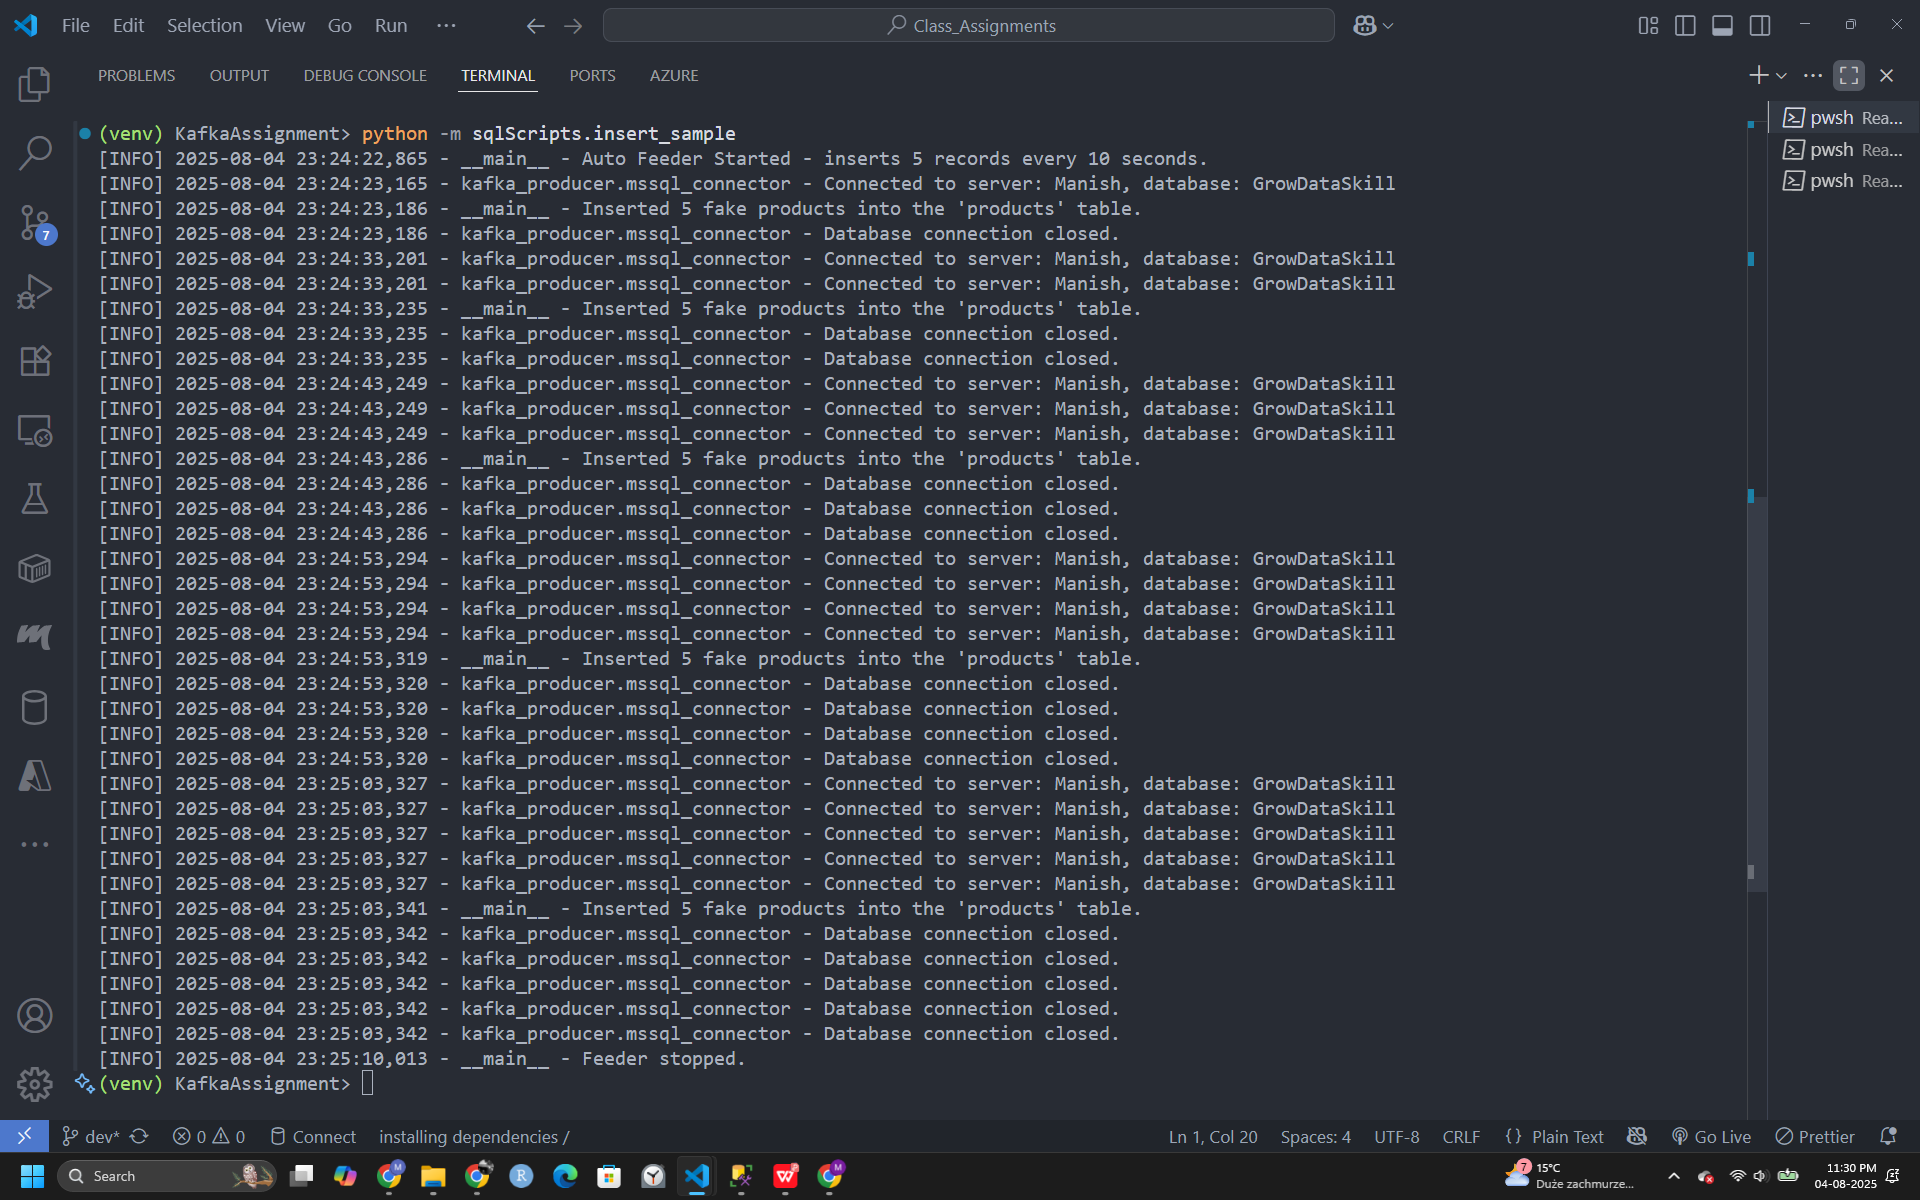 File Edit Selection View Go Run ··· Class_Assignments
PROBLEMS OUTPUT DEBUG CONSOLE TERMINAL PORTS AZURE
(venv) KafkaAssignment> python -m sqlScripts.insert_sample
[INFO] 2025-08-04 23:24:22,865 - __main__ - Auto Feeder Started - inserts 5 records every 10 seconds.
[INFO] 2025-08-04 23:24:23,165 - kafka_producer.mssql_connector - Connected to server: Manish, database: GrowDataSkill
[INFO] 2025-08-04 23:24:23,186 - __main__ - Inserted 5 fake products into the 'products' table.
[INFO] 2025-08-04 23:24:23,186 - kafka_producer.mssql_connector - Database connection closed.
[INFO] 2025-08-04 23:24:33,201 - kafka_producer.mssql_connector - Connected to server: Manish, database: GrowDataSkill
[INFO] 2025-08-04 23:24:33,201 - kafka_producer.mssql_connector - Connected to server: Manish, database: GrowDataSkill
[INFO] 2025-08-04 23:24:33,235 - __main__ - Inserted 5 fake products into the 'products' table.
[INFO] 2025-08-04 23:24:33,235 - kafka_producer.mssql_connector - Database connection closed.
[INFO] 2025-08-04 23:24:33,235 - kafka_producer.mssql_connector - Database connection closed.
[INFO] 2025-08-04 23:24:43,249 - kafka_producer.mssql_connector - Connected to server: Manish, database: GrowDataSkill
[INFO] 2025-08-04 23:24:43,249 - kafka_producer.mssql_connector - Connected to server: Manish, database: GrowDataSkill
[INFO] 2025-08-04 23:24:43,249 - kafka_producer.mssql_connector - Connected to server: Manish, database: GrowDataSkill
[INFO] 2025-08-04 23:24:43,286 - __main__ - Inserted 5 fake products into the 'products' table.
[INFO] 2025-08-04 23:24:43,286 - kafka_producer.mssql_connector - Database connection closed.
[INFO] 2025-08-04 23:24:43,286 - kafka_producer.mssql_connector - Database connection closed.
[INFO] 2025-08-04 23:24:43,286 - kafka_producer.mssql_connector - Database connection closed.
[INFO] 2025-08-04 23:24:53,294 - kafka_producer.mssql_connector - Connected to server: Manish, database: GrowDataSkill
[INFO] 2025-08-04 23:24:53,294 - kafka_producer.mssql_connector - Connected to server: Manish, database: GrowDataSkill
[INFO] 2025-08-04 23:24:53,294 - kafka_producer.mssql_connector - Connected to server: Manish, database: GrowDataSkill
[INFO] 2025-08-04 23:24:53,294 - kafka_producer.mssql_connector - Connected to server: Manish, database: GrowDataSkill
[INFO] 2025-08-04 23:24:53,319 - __main__ - Inserted 5 fake products into the 'products' table.
[INFO] 2025-08-04 23:24:53,320 - kafka_producer.mssql_connector - Database connection closed.
[INFO] 2025-08-04 23:24:53,320 - kafka_producer.mssql_connector - Database connection closed.
[INFO] 2025-08-04 23:24:53,320 - kafka_producer.mssql_connector - Database connection closed.
[INFO] 2025-08-04 23:24:53,320 - kafka_producer.mssql_connector - Database connection closed.
[INFO] 2025-08-04 23:25:03,327 - kafka_producer.mssql_connector - Connected to server: Manish, database: GrowDataSkill
[INFO] 2025-08-04 23:25:03,327 - kafka_producer.mssql_connector - Connected to server: Manish, database: GrowDataSkill
[INFO] 2025-08-04 23:25:03,327 - kafka_producer.mssql_connector - Connected to server: Manish, database: GrowDataSkill
[INFO] 2025-08-04 23:25:03,327 - kafka_producer.mssql_connector - Connected to server: Manish, database: GrowDataSkill
[INFO] 2025-08-04 23:25:03,327 - kafka_producer.mssql_connector - Connected to server: Manish, database: GrowDataSkill
[INFO] 2025-08-04 23:25:03,341 - __main__ - Inserted 5 fake products into the 'products' table.
[INFO] 2025-08-04 23:25:03,342 - kafka_producer.mssql_connector - Database connection closed.
[INFO] 2025-08-04 23:25:03,342 - kafka_producer.mssql_connector - Database connection closed.
[INFO] 2025-08-04 23:25:03,342 - kafka_producer.mssql_connector - Database connection closed.
[INFO] 2025-08-04 23:25:03,342 - kafka_producer.mssql_connector - Database connection closed.
[INFO] 2025-08-04 23:25:03,342 - kafka_producer.mssql_connector - Database connection closed.
[INFO] 2025-08-04 23:25:10,013 - __main__ - Feeder stopped.
(venv) KafkaAssignment>
pwsh Rea...
pwsh Rea...
pwsh Rea...
7
dev* 0 0 Connect installing dependencies / Ln 1, Col 20 Spaces: 4 UTF-8 CRLF {} Plain Text Go Live Prettier
Search
7 15°C
Duże zachmurze...
11:30 PM
04-08-2025